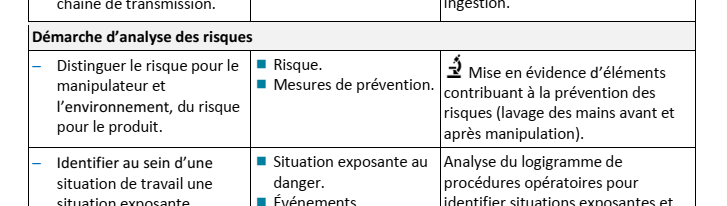 chaîne de transmission.
ingestion.
Démarche d'analyse des risques
– Distinguer le risque pour le
manipulateur et
l'environnement, du risque
pour le produit.
■ Risque.
■ Mesures de prévention.
Mise en évidence d'éléments
contribuant à la prévention des
risques (lavage des mains avant et
après manipulation).
– Identifier au sein d'une
situation de travail une
situation exposante
■ Situation exposante au
danger.
■ Événements
Analyse du logigramme de
procédures opératoires pour
identifier situations exposantes et